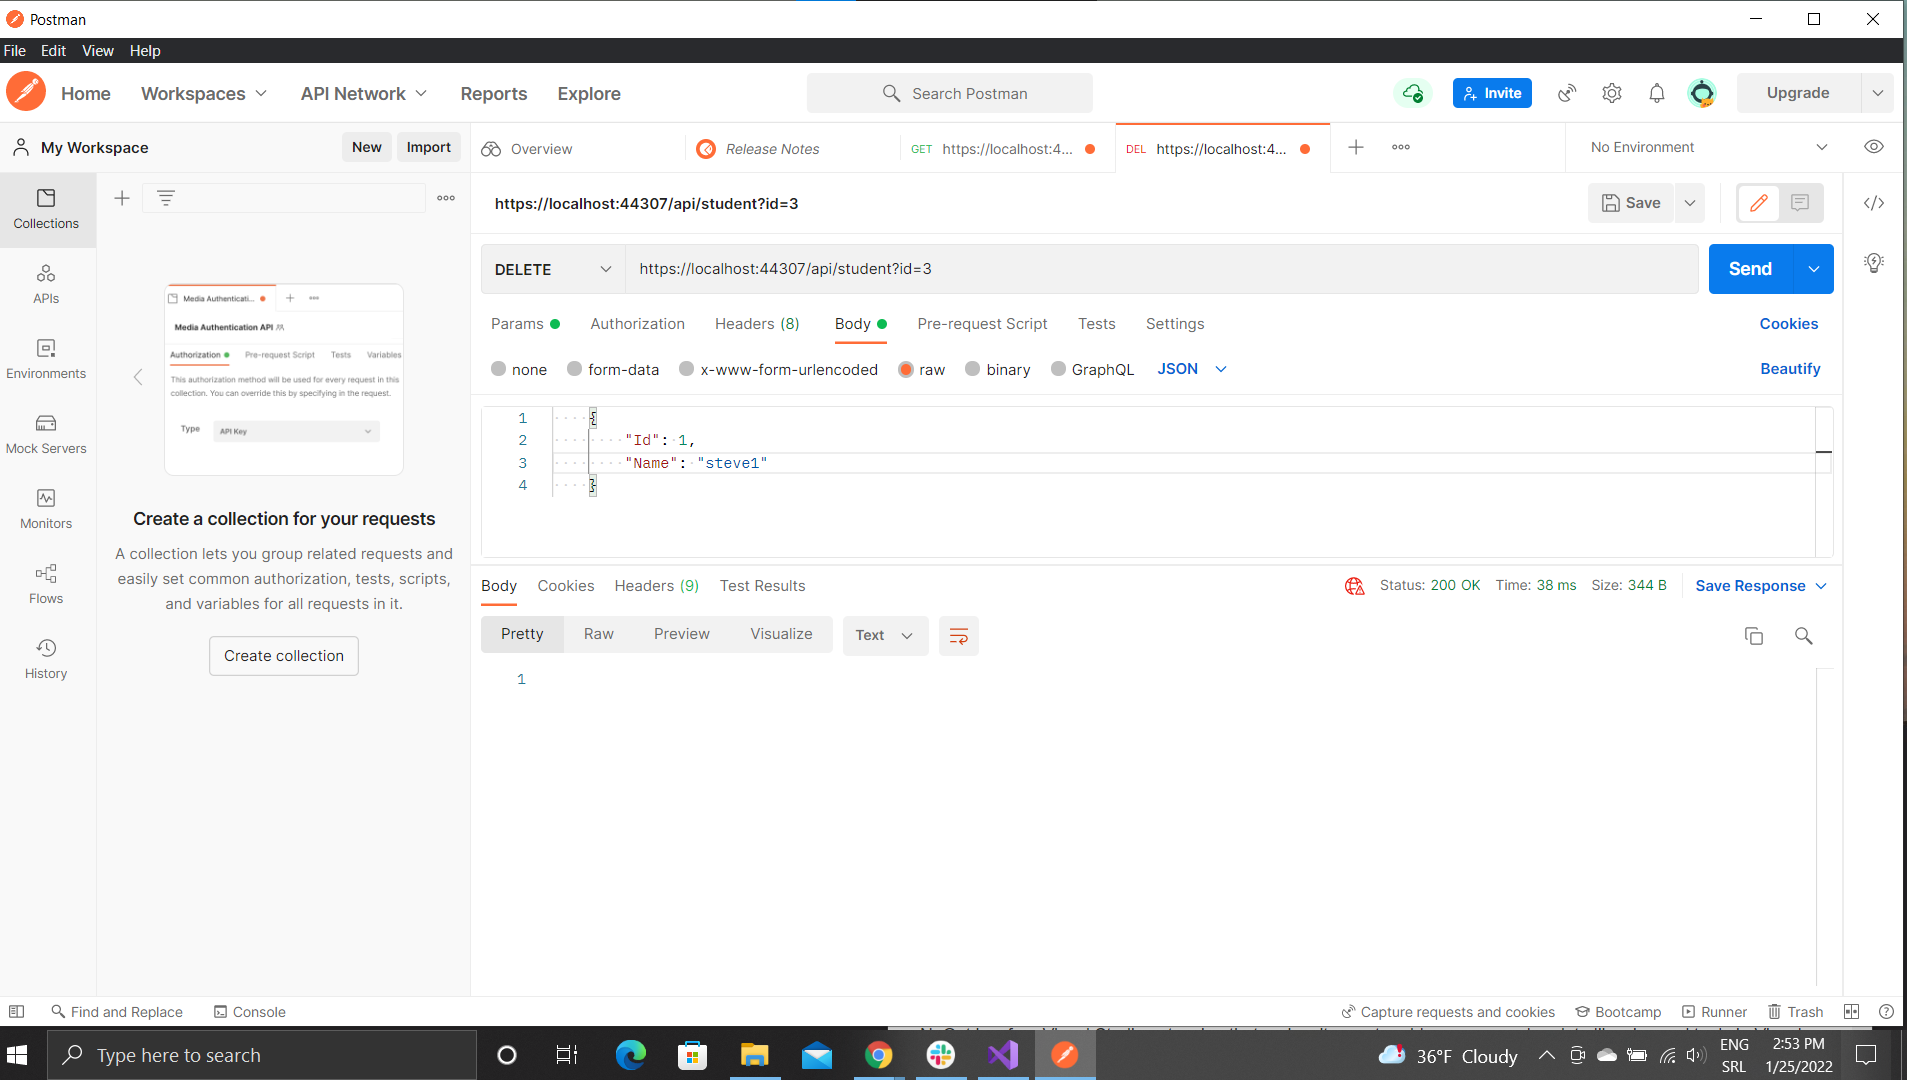 Postman
File Edit View Help
Home Workspaces API Network Reports Explore Search Postman Invite Upgrade
My Workspace New Import Overview Release Notes GET https://localhost:4... DEL https://localhost:4... ooo No Environment
Collections
APIs
Environments
Mock Servers
Monitors
Flows
History
Media Authenticati...
Media Authentication API
Authorization Pre-request Script Tests Variables
This authorization method will be used for every request in this
collection. You can override this by specifying in the request.
Type API Key
Create a collection for your requests
A collection lets you group related requests and
easily set common authorization, tests, scripts,
and variables for all requests in it.
Create collection
https://localhost:44307/api/student?id=3 Save
DELETE https://localhost:44307/api/student?id=3 Send
Params Authorization Headers (8) Body Pre-request Script Tests Settings Cookies
none form-data x-www-form-urlencoded raw binary GraphQL JSON Beautify
1 {
2 "Id": 1,
3 "Name": "steve1"
4 }
Body Cookies Headers (9) Test Results Status: 200 OK Time: 38 ms Size: 344 B Save Response
Pretty Raw Preview Visualize Text
1
Find and Replace Console Capture requests and cookies Bootcamp Runner Trash
Type here to search 36°F Cloudy ENG SRL 2:53 PM 1/25/2022